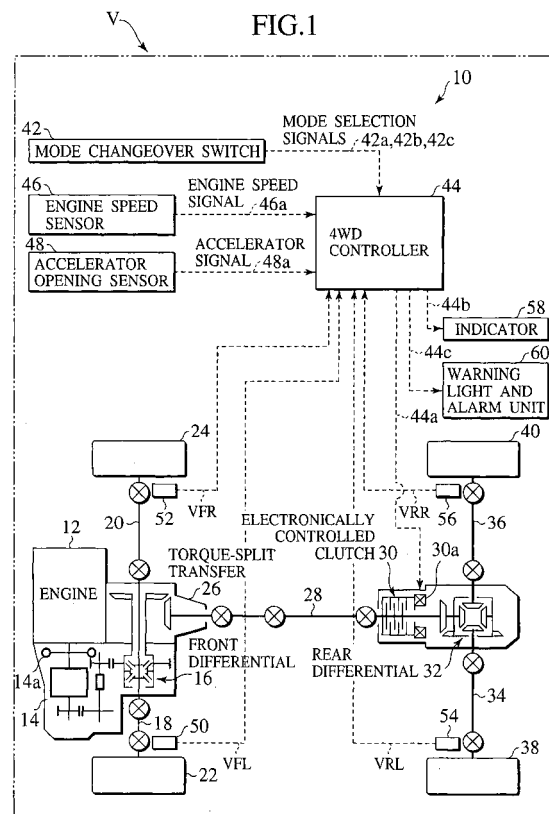 FIG.1
V
10
MODE SELECTION
SIGNALS 42a,42b,42c
42
MODE CHANGEOVER SWITCH
46
ENGINE SPEED
SENSOR
ENGINE SPEED
SIGNAL
46a
44
4WD
CONTROLLER
48
ACCELERATOR
OPENING SENSOR
ACCELERATOR
SIGNAL
48a
44b
58
INDICATOR
44c
60
WARNING
LIGHT AND
ALARM UNIT
44a
24
40
VFR
52
VRR
56
20
36
12
ENGINE
TORQUE-SPLIT
TRANSFER
26
ELECTRONICALLY
CONTROLLED
CLUTCH 30
30a
28
FRONT
DIFFERENTIAL
16
REAR
DIFFERENTIAL 32
14a
14
18
34
50
54
VFL
VRL
22
38